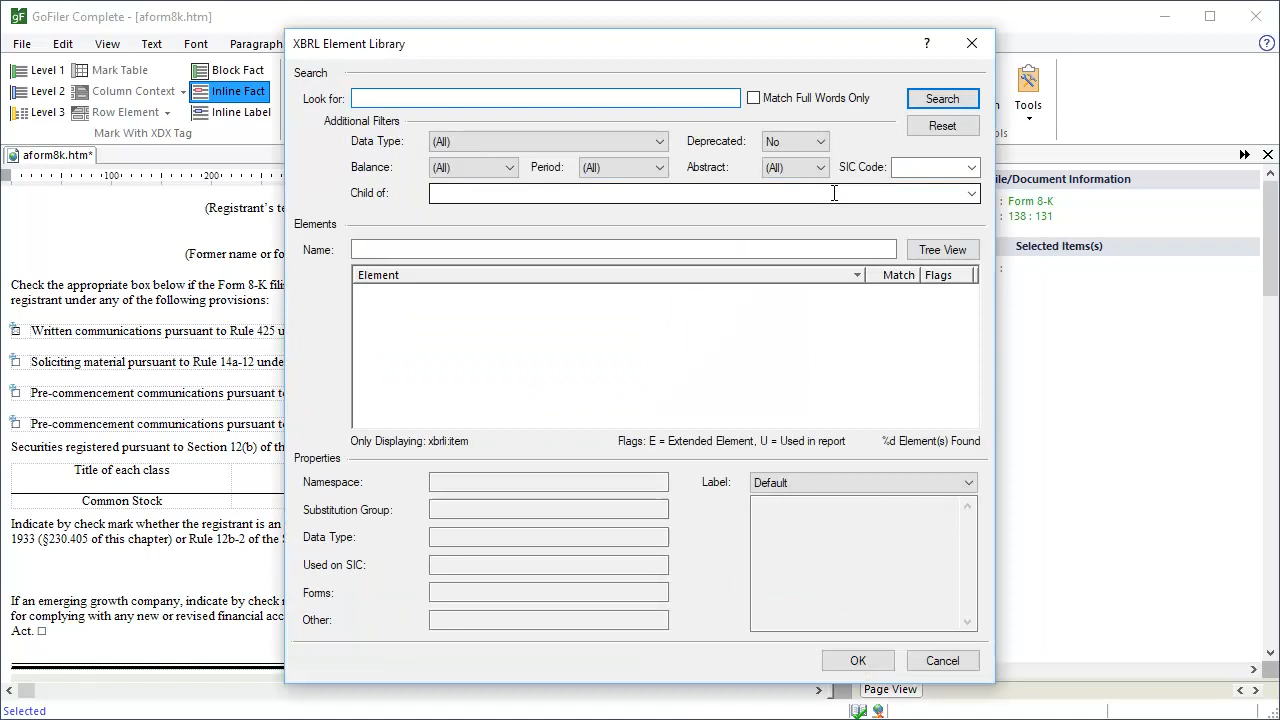 GoFiler Complete - [aform8k.htm]
File Edit View Text Font Paragraph
Level 1 Mark Table Block Fact
Level 2 Column Context Inline Fact
Level 3 Row Element Inline Label
Mark With XDX Tag
Tools
ols
aform8k.htm*
100 200
(Registrant's te
(Former name or fo
Check the appropriate box below if the Form 8-K fili
registrant under any of the following provisions:
Written communications pursuant to Rule 425 u
Soliciting material pursuant to Rule 14a-12 unde
Pre-commencement communications pursuant to
Pre-commencement communications pursuant to
Securities registered pursuant to Section 12(b) of the
Title of each class
Common Stock
Indicate by check mark whether the registrant is an
1933 (§230.405 of this chapter) or Rule 12b-2 of the S
If an emerging growth company, indicate by check m
for complying with any new or revised financial acc
Act. ☐
Selected
XBRL Element Library
?
Search
Look for: Match Full Words Only Search
Additional Filters Reset
Data Type: (All) Deprecated: No
Balance: (All) Period: (All) Abstract: (All) SIC Code:
Child of:
Elements
Name: Tree View
Element Match Flags
Only Displaying: xbrli:item Flags: E = Extended Element, U = Used in report %d Element(s) Found
Properties
Namespace: Label: Default
Substitution Group:
Data Type:
Used on SIC:
Forms:
Other:
OK Cancel
ile/Document Information
: Form 8-K
: 138 : 131
Selected Items(s)
:
Page View